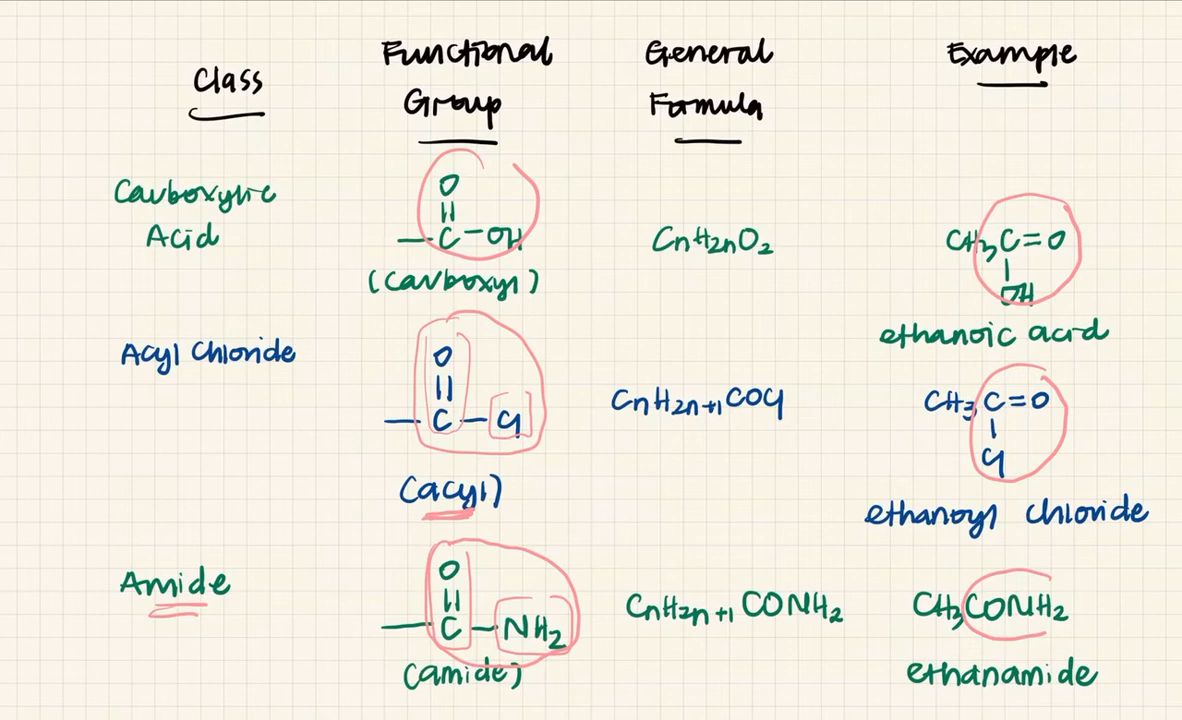 Class
Functional
Group
General
Formula
Example
Carboxylic
Acid
O
||
—C—OH
(Carboxyl)
CnH2nO2
CH3C=O
|
OH
ethanoic acid
Acyl Chloride
O
||
—C—Cl
(acyl)
CnH2n+1COCl
CH3C=O
|
Cl
ethanoyl chloride
Amide
O
||
—C—NH2
(amide)
CnH2n+1CONH2
CH3CONH2
ethanamide